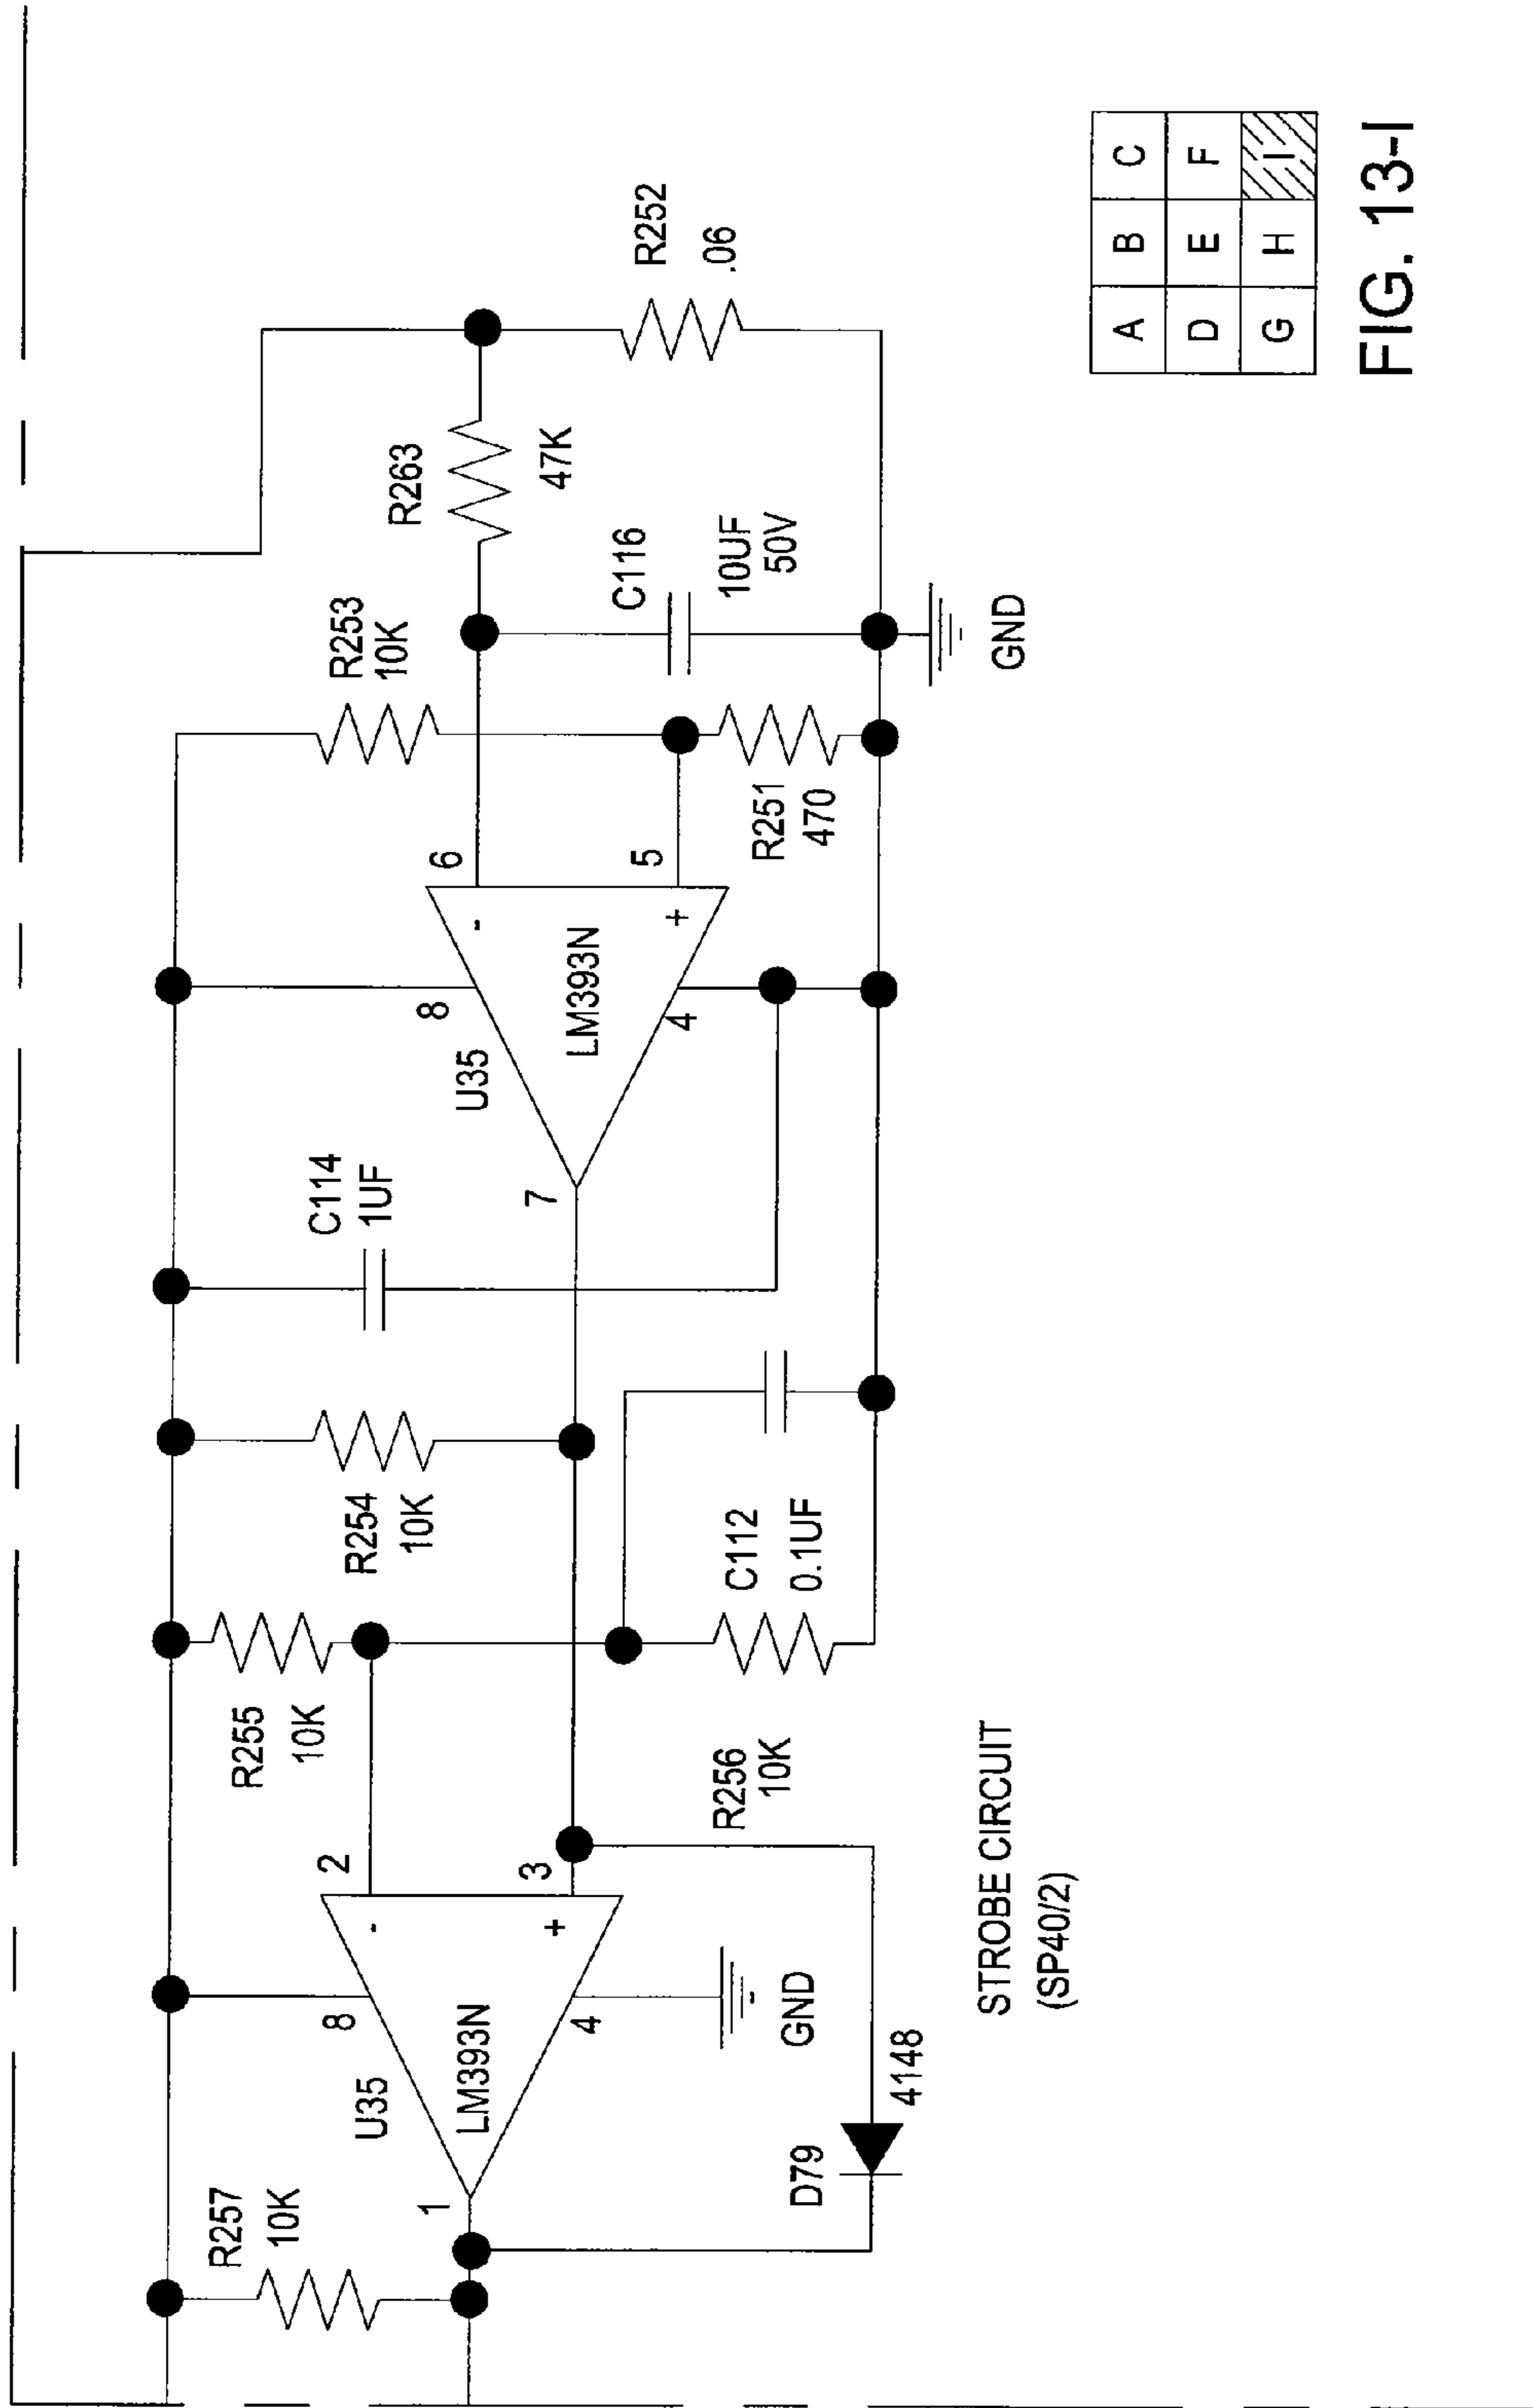 R257
10K
U35
LM393N
8
4
1
2
3
-
+
GND
D79
4148
R255
10K
R256
10K
R254
10K
C112
0.1UF
C114
1UF
U35
LM393N
8
4
7
6
5
-
+
R253
10K
R251
470
R263
47K
C116
10UF
50V
GND
R252
.06
STROBE CIRCUIT
(SP40/2)
A B C
D E F
G H I
FIG. 13-I